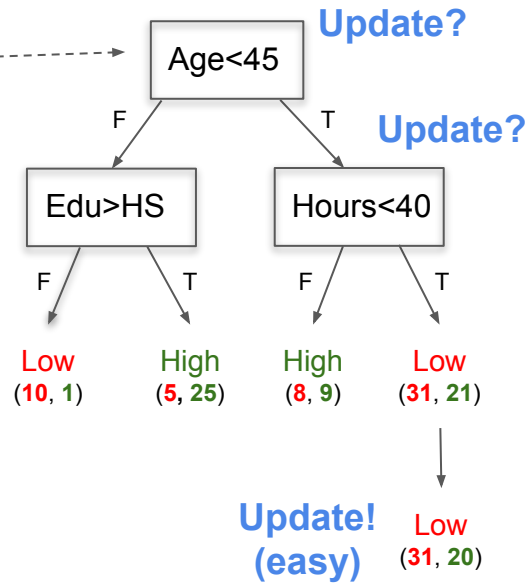 Update?
Age<45
F
T
Update?
Edu>HS
Hours<40
F
T
F
T
Low
High
High
Low
(10, 1)
(5, 25)
(8, 9)
(31, 21)
Update!
(easy)
Low
(31, 20)